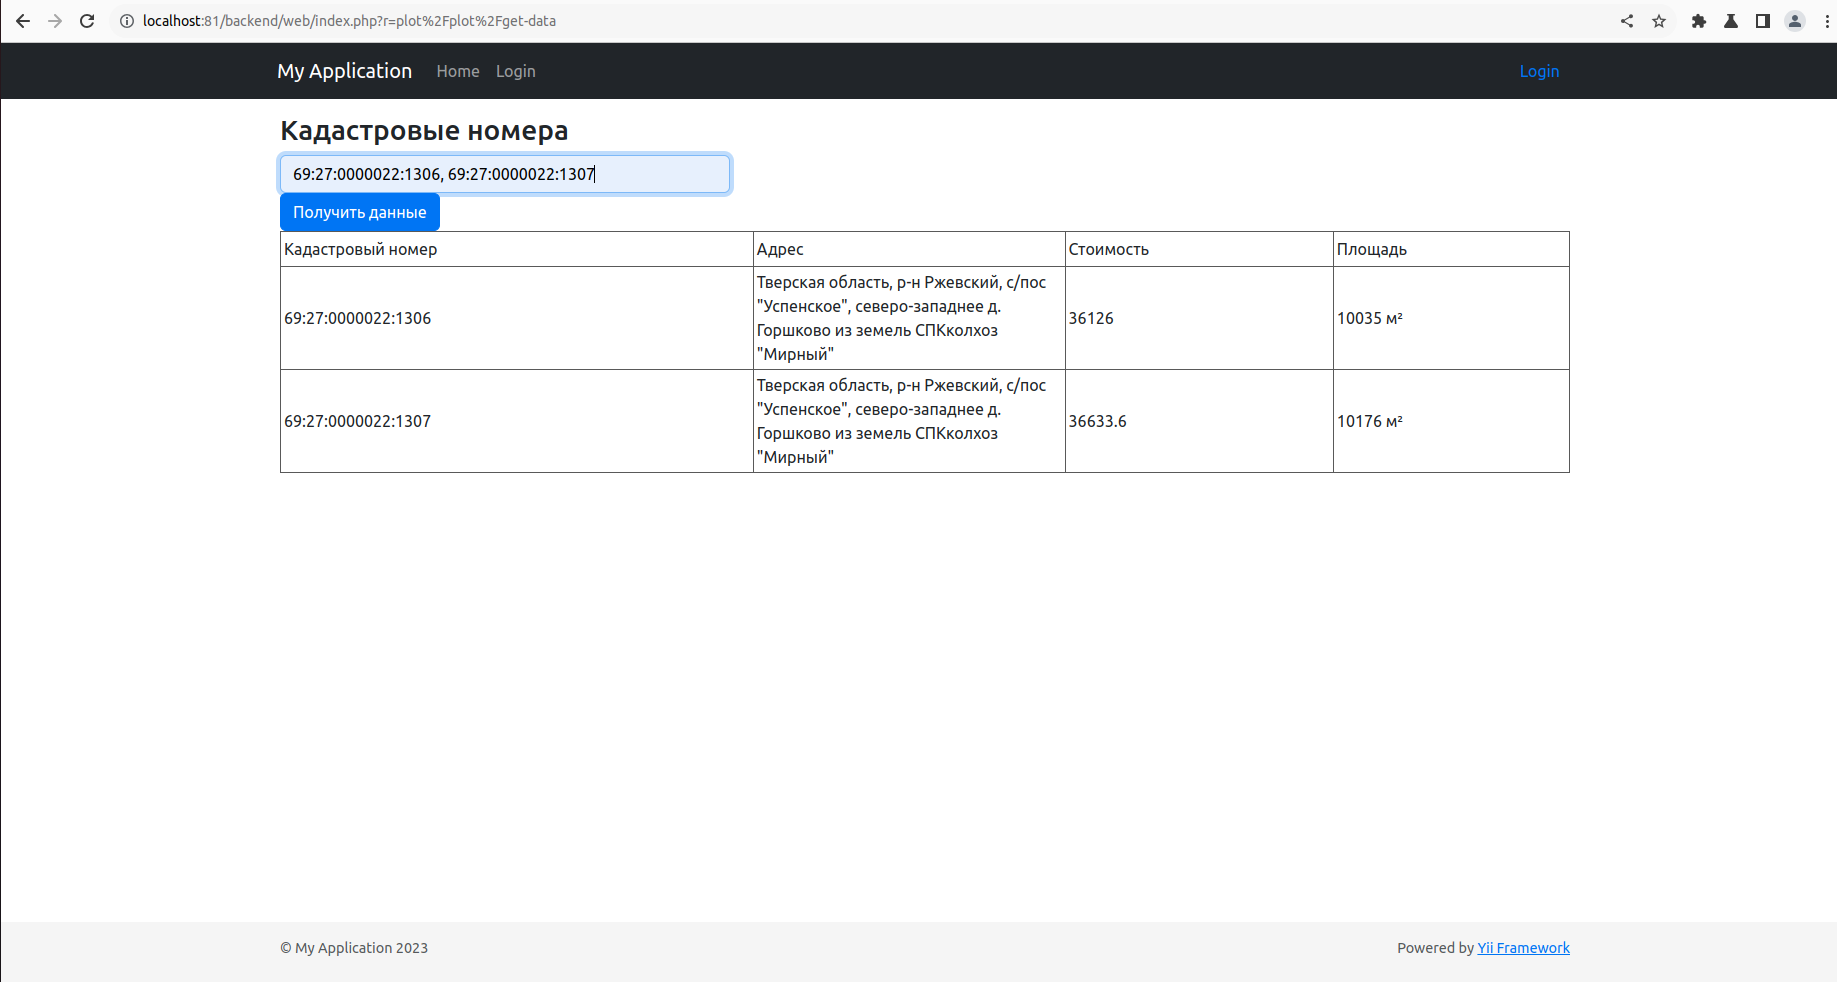 localhost:81/backend/web/index.php?r=plot%2Fplot%2Fget-data
My Application Home Login Login
Кадастровые номера
69:27:0000022:1306, 69:27:0000022:1307
Получить данные
Кадастровый номер Адрес Стоимость Площадь
69:27:0000022:1306
Тверская область, р-н Ржевский, с/пос
"Успенское", северо-западнее д.
Горшково из земель СПКколхоз
"Мирный"
36126
10035 м²
69:27:0000022:1307
Тверская область, р-н Ржевский, с/пос
"Успенское", северо-западнее д.
Горшково из земель СПКколхоз
"Мирный"
36633.6
10176 м²
© My Application 2023 Powered by Yii Framework